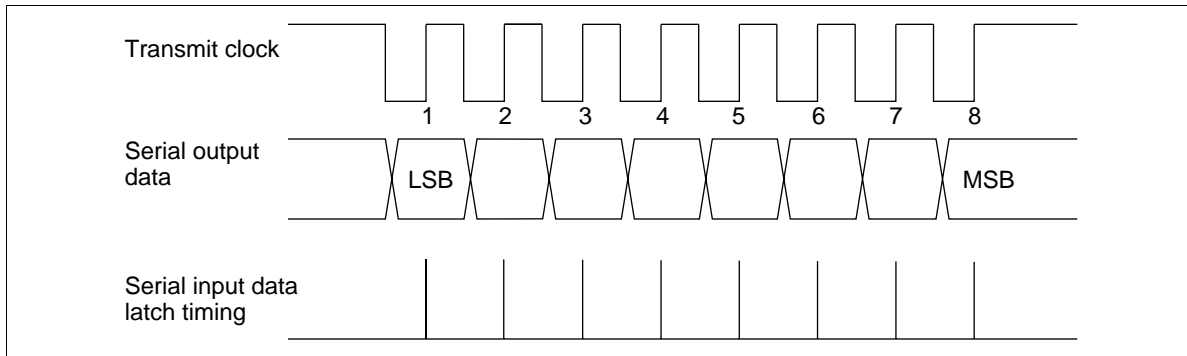 Transmit clock
1 2 3 4 5 6 7 8
Serial output
data
LSB MSB
Serial input data
latch timing